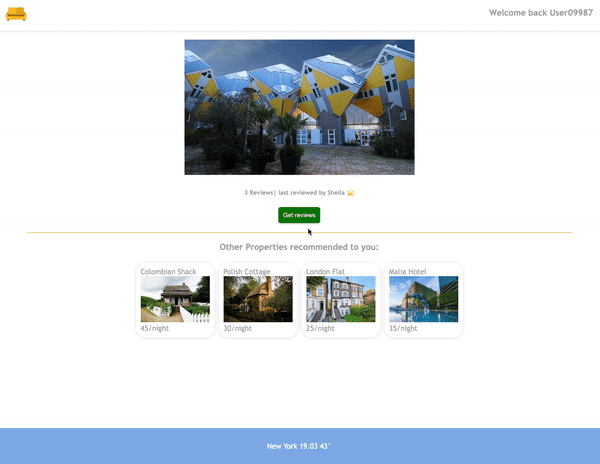 Welcome back User09987
3 Reviews| last reviewed by Sheila
Get reviews
Other Properties recommended to you:
Colombian Shack
45/night
Polish Cottage
30/night
London Flat
25/night
Malia Hotel
35/night
New York 19.03 43°